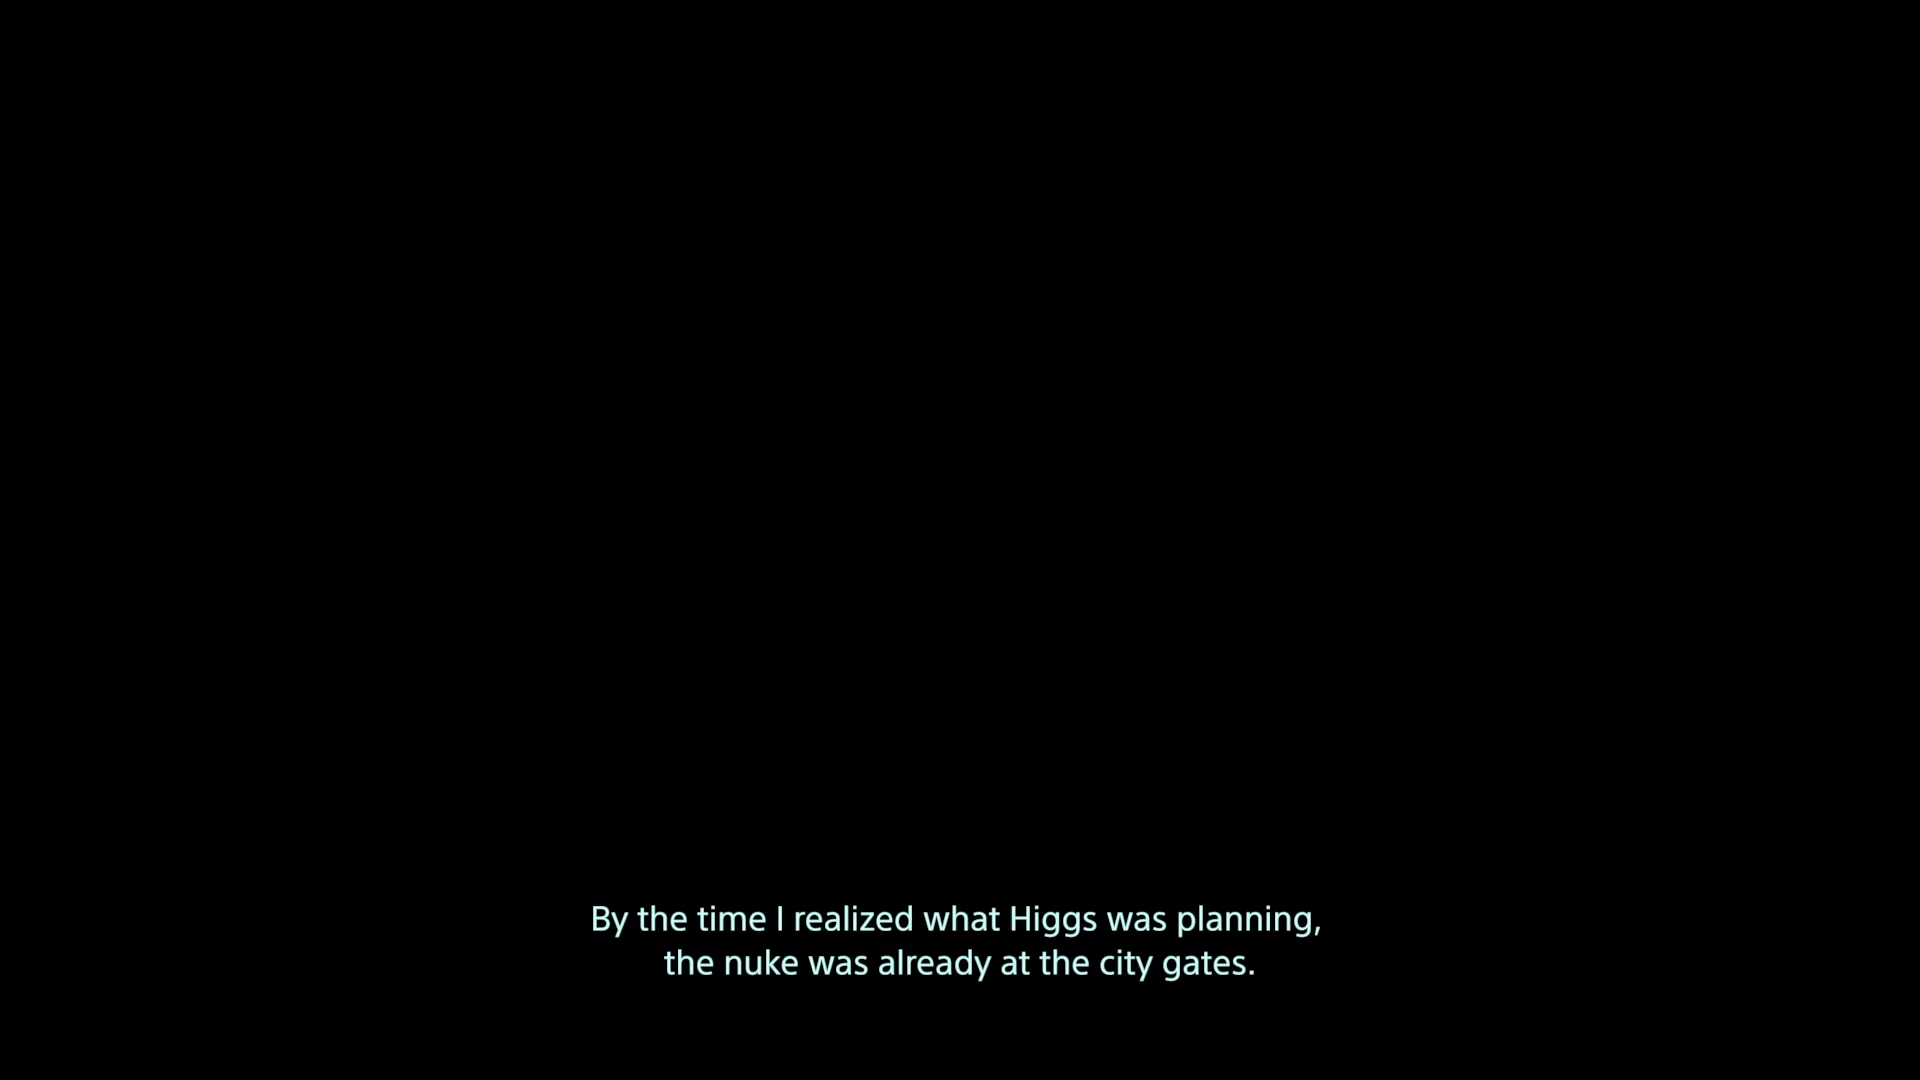 By the time I realized what Higgs was planning,
the nuke was already at the city gates.